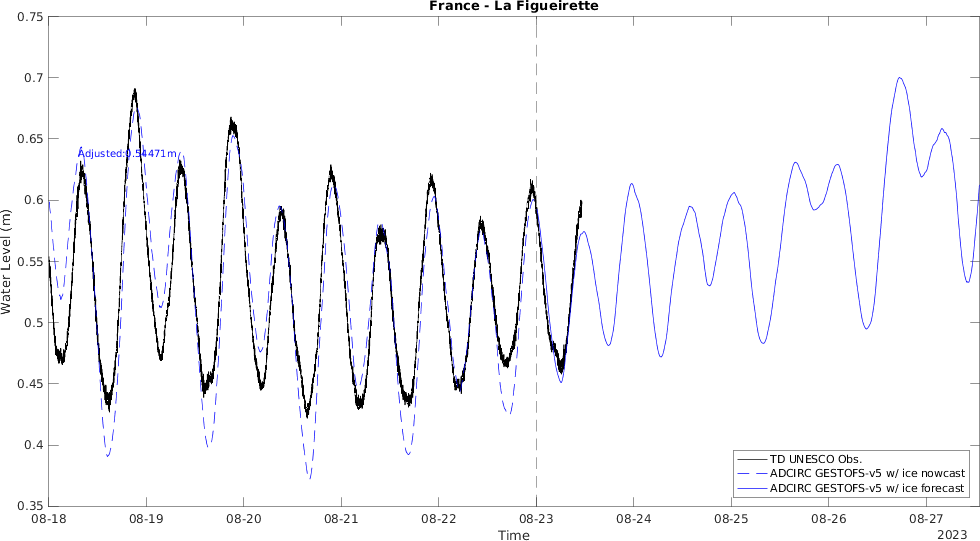 France - La Figueirette
0.75
0.7
0.65
0.6
0.55
0.5
0.45
0.4
0.35
Water Level (m)
Adjusted:0.54471m
TD UNESCO Obs.
ADCIRC GESTOFS-v5 w/ ice nowcast
ADCIRC GESTOFS-v5 w/ ice forecast
08-18 08-19 08-20 08-21 08-22 08-23 08-24 08-25 08-26 08-27
Time
2023